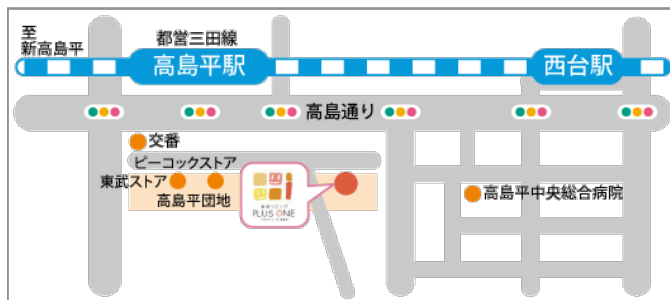 至
新高島平
都営三田線
高島平駅
西台駅
高島通り
交番
ピーコックストア
東武ストア
高島平団地
PLUS ONE
高島平中央総合病院